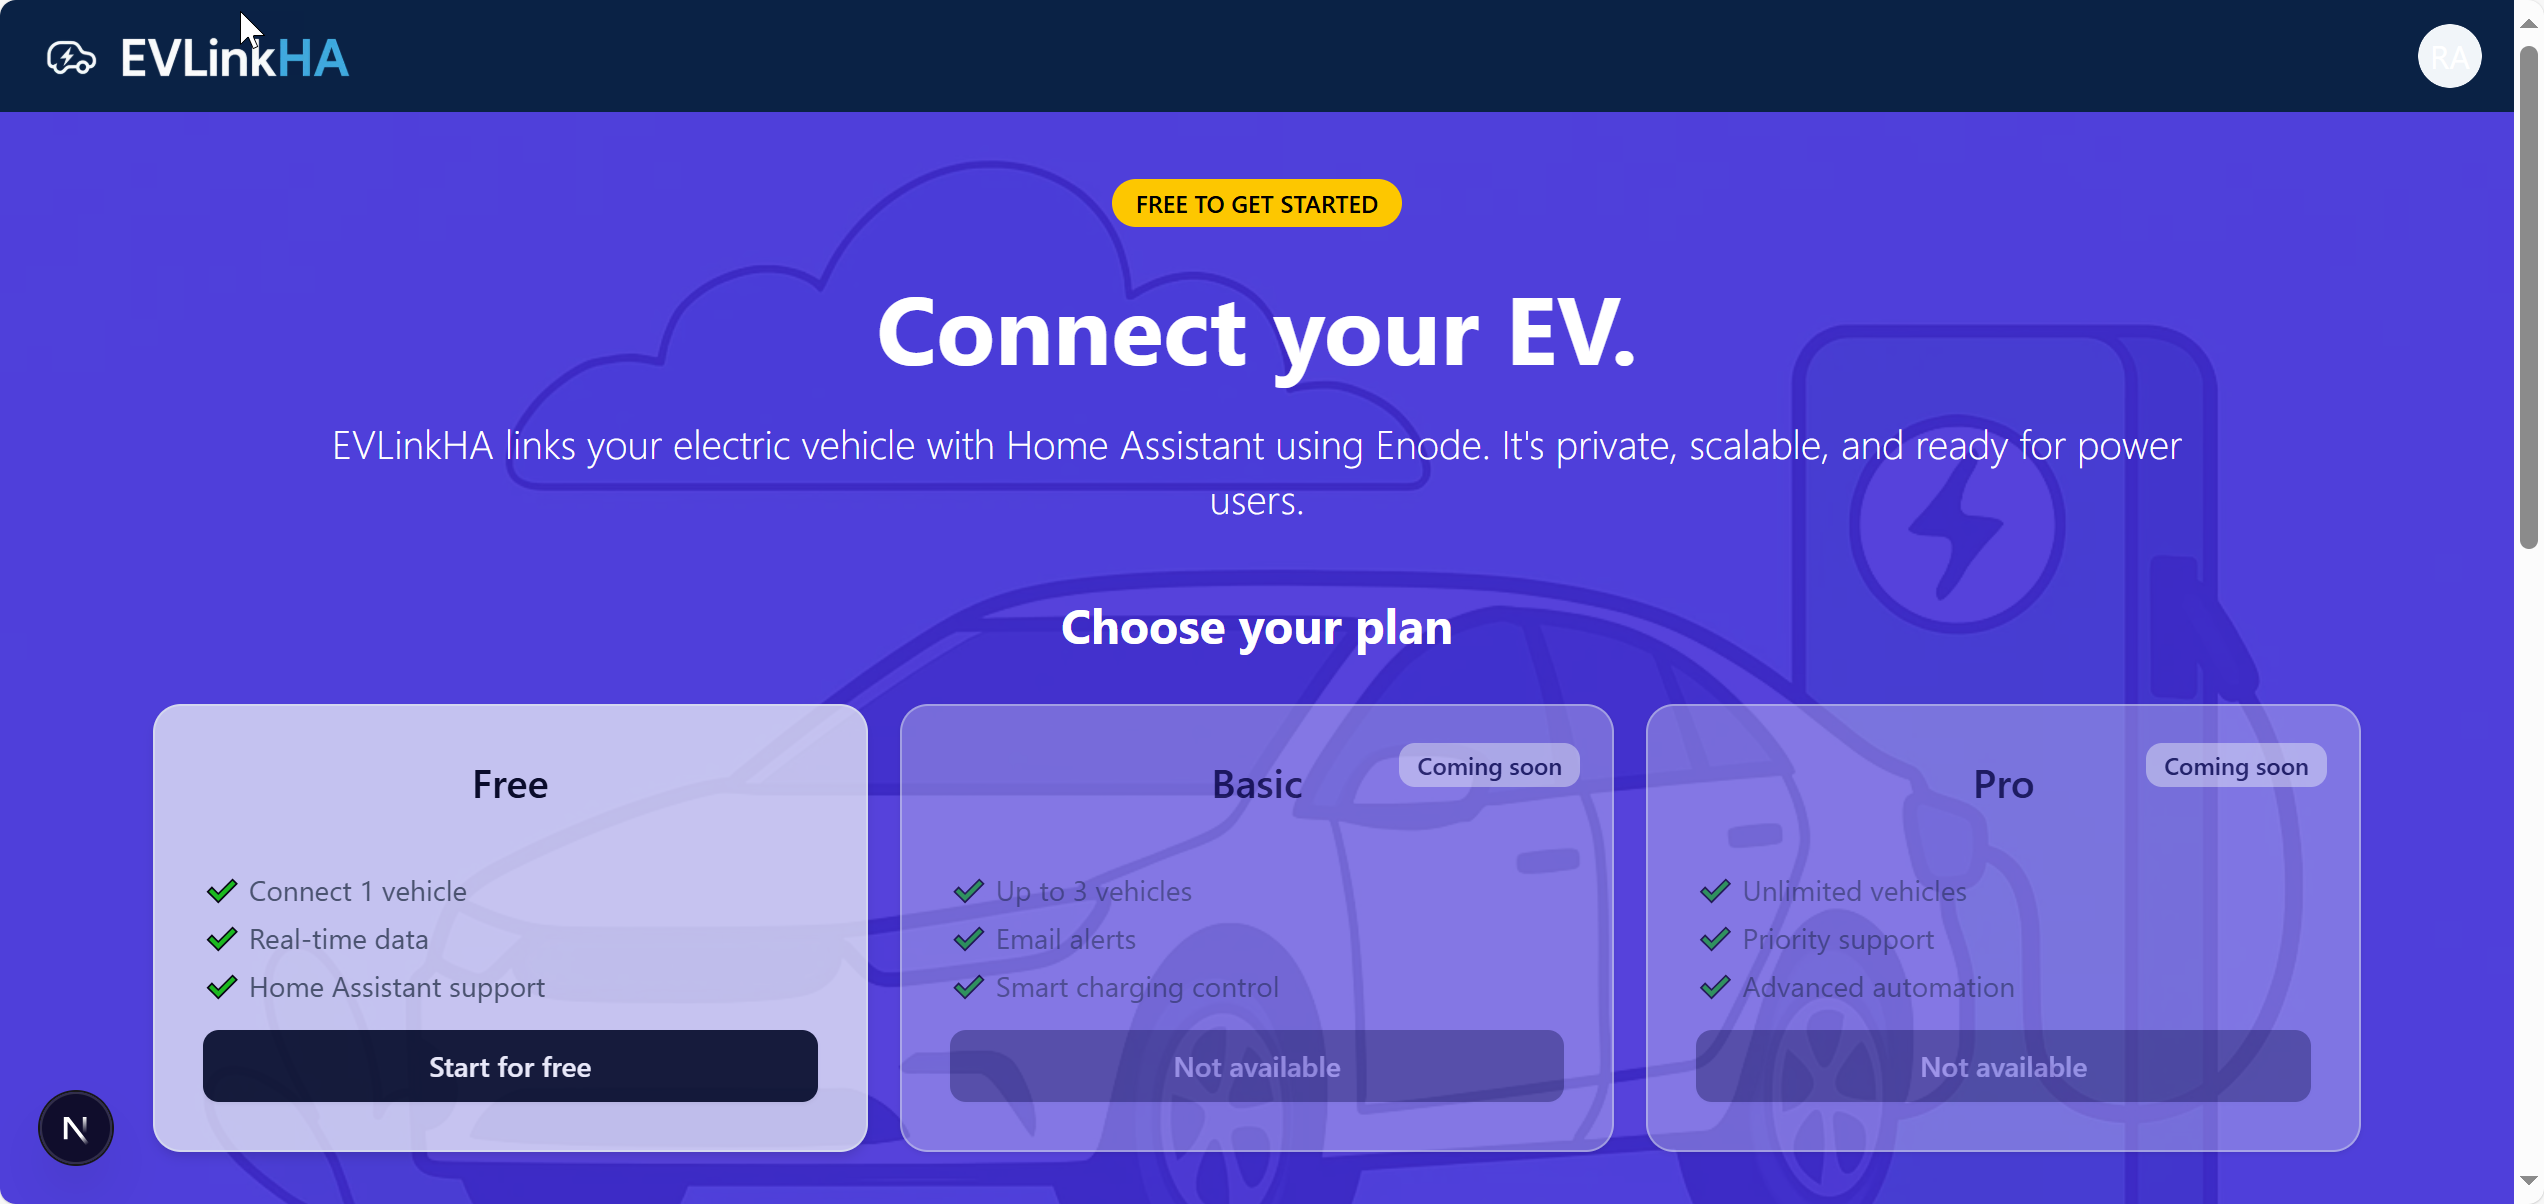 EVLinkHA
RA
FREE TO GET STARTED
Connect your EV.
EVLinkHA links your electric vehicle with Home Assistant using Enode. It's private, scalable, and ready for power
users.
Choose your plan
Free
Connect 1 vehicle
Real-time data
Home Assistant support
Start for free
Basic
Coming soon
Up to 3 vehicles
Email alerts
Smart charging control
Not available
Pro
Coming soon
Unlimited vehicles
Priority support
Advanced automation
Not available
N